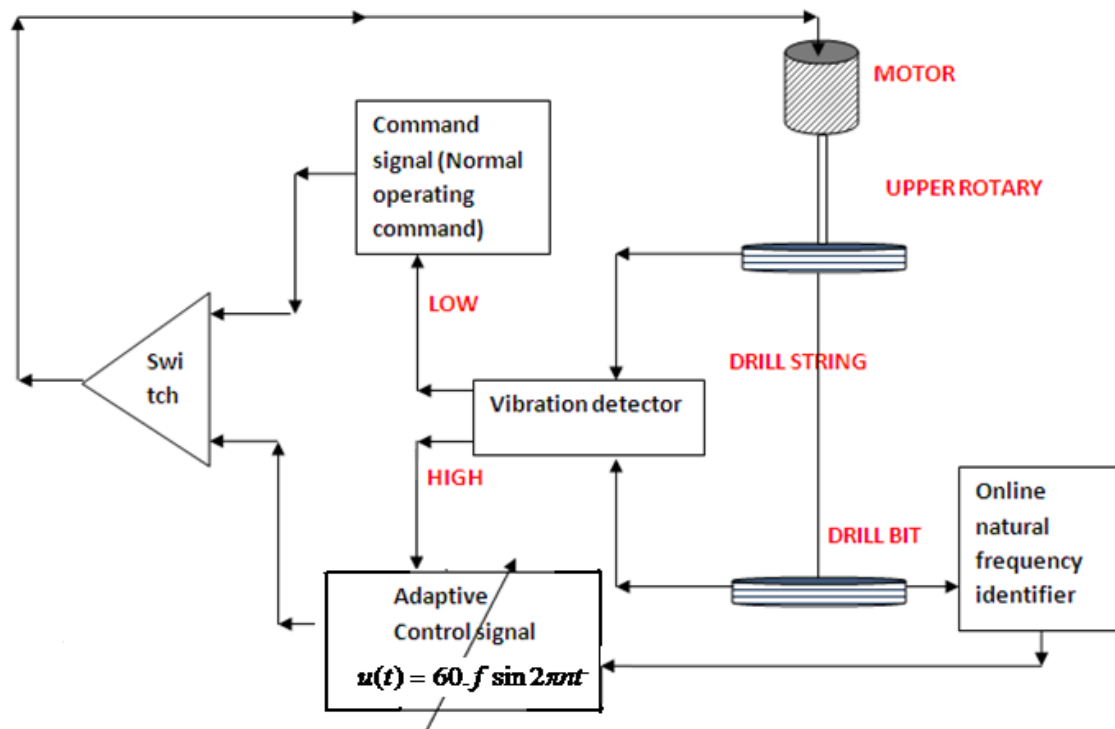 MOTOR
Command
signal (Normal
operating
command)
UPPER ROTARY
LOW
Swi
tch
DRILL STRING
Vibration detector
HIGH
Online
natural
frequency
identifier
DRILL BIT
Adaptive
Control signal
u(t) = 60_f sin 2πnt